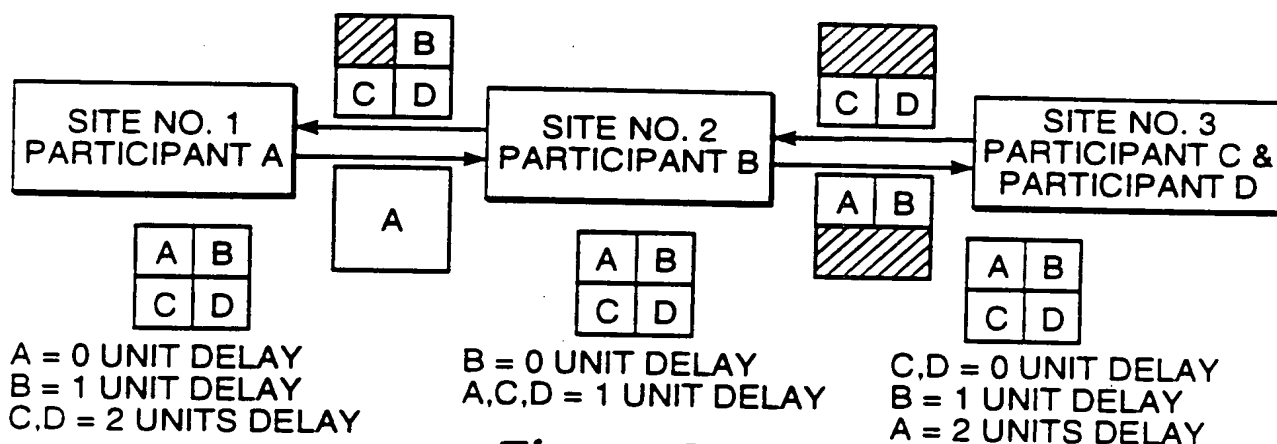 B
C D
C D
SITE NO. 1
PARTICIPANT A
SITE NO. 2
PARTICIPANT B
SITE NO. 3
PARTICIPANT C &
PARTICIPANT D
A
A B
A B
C D
A B
C D
A B
C D
A = 0 UNIT DELAY
B = 1 UNIT DELAY
C,D = 2 UNITS DELAY
B = 0 UNIT DELAY
A,C,D = 1 UNIT DELAY
C,D = 0 UNIT DELAY
B = 1 UNIT DELAY
A = 2 UNITS DELAY